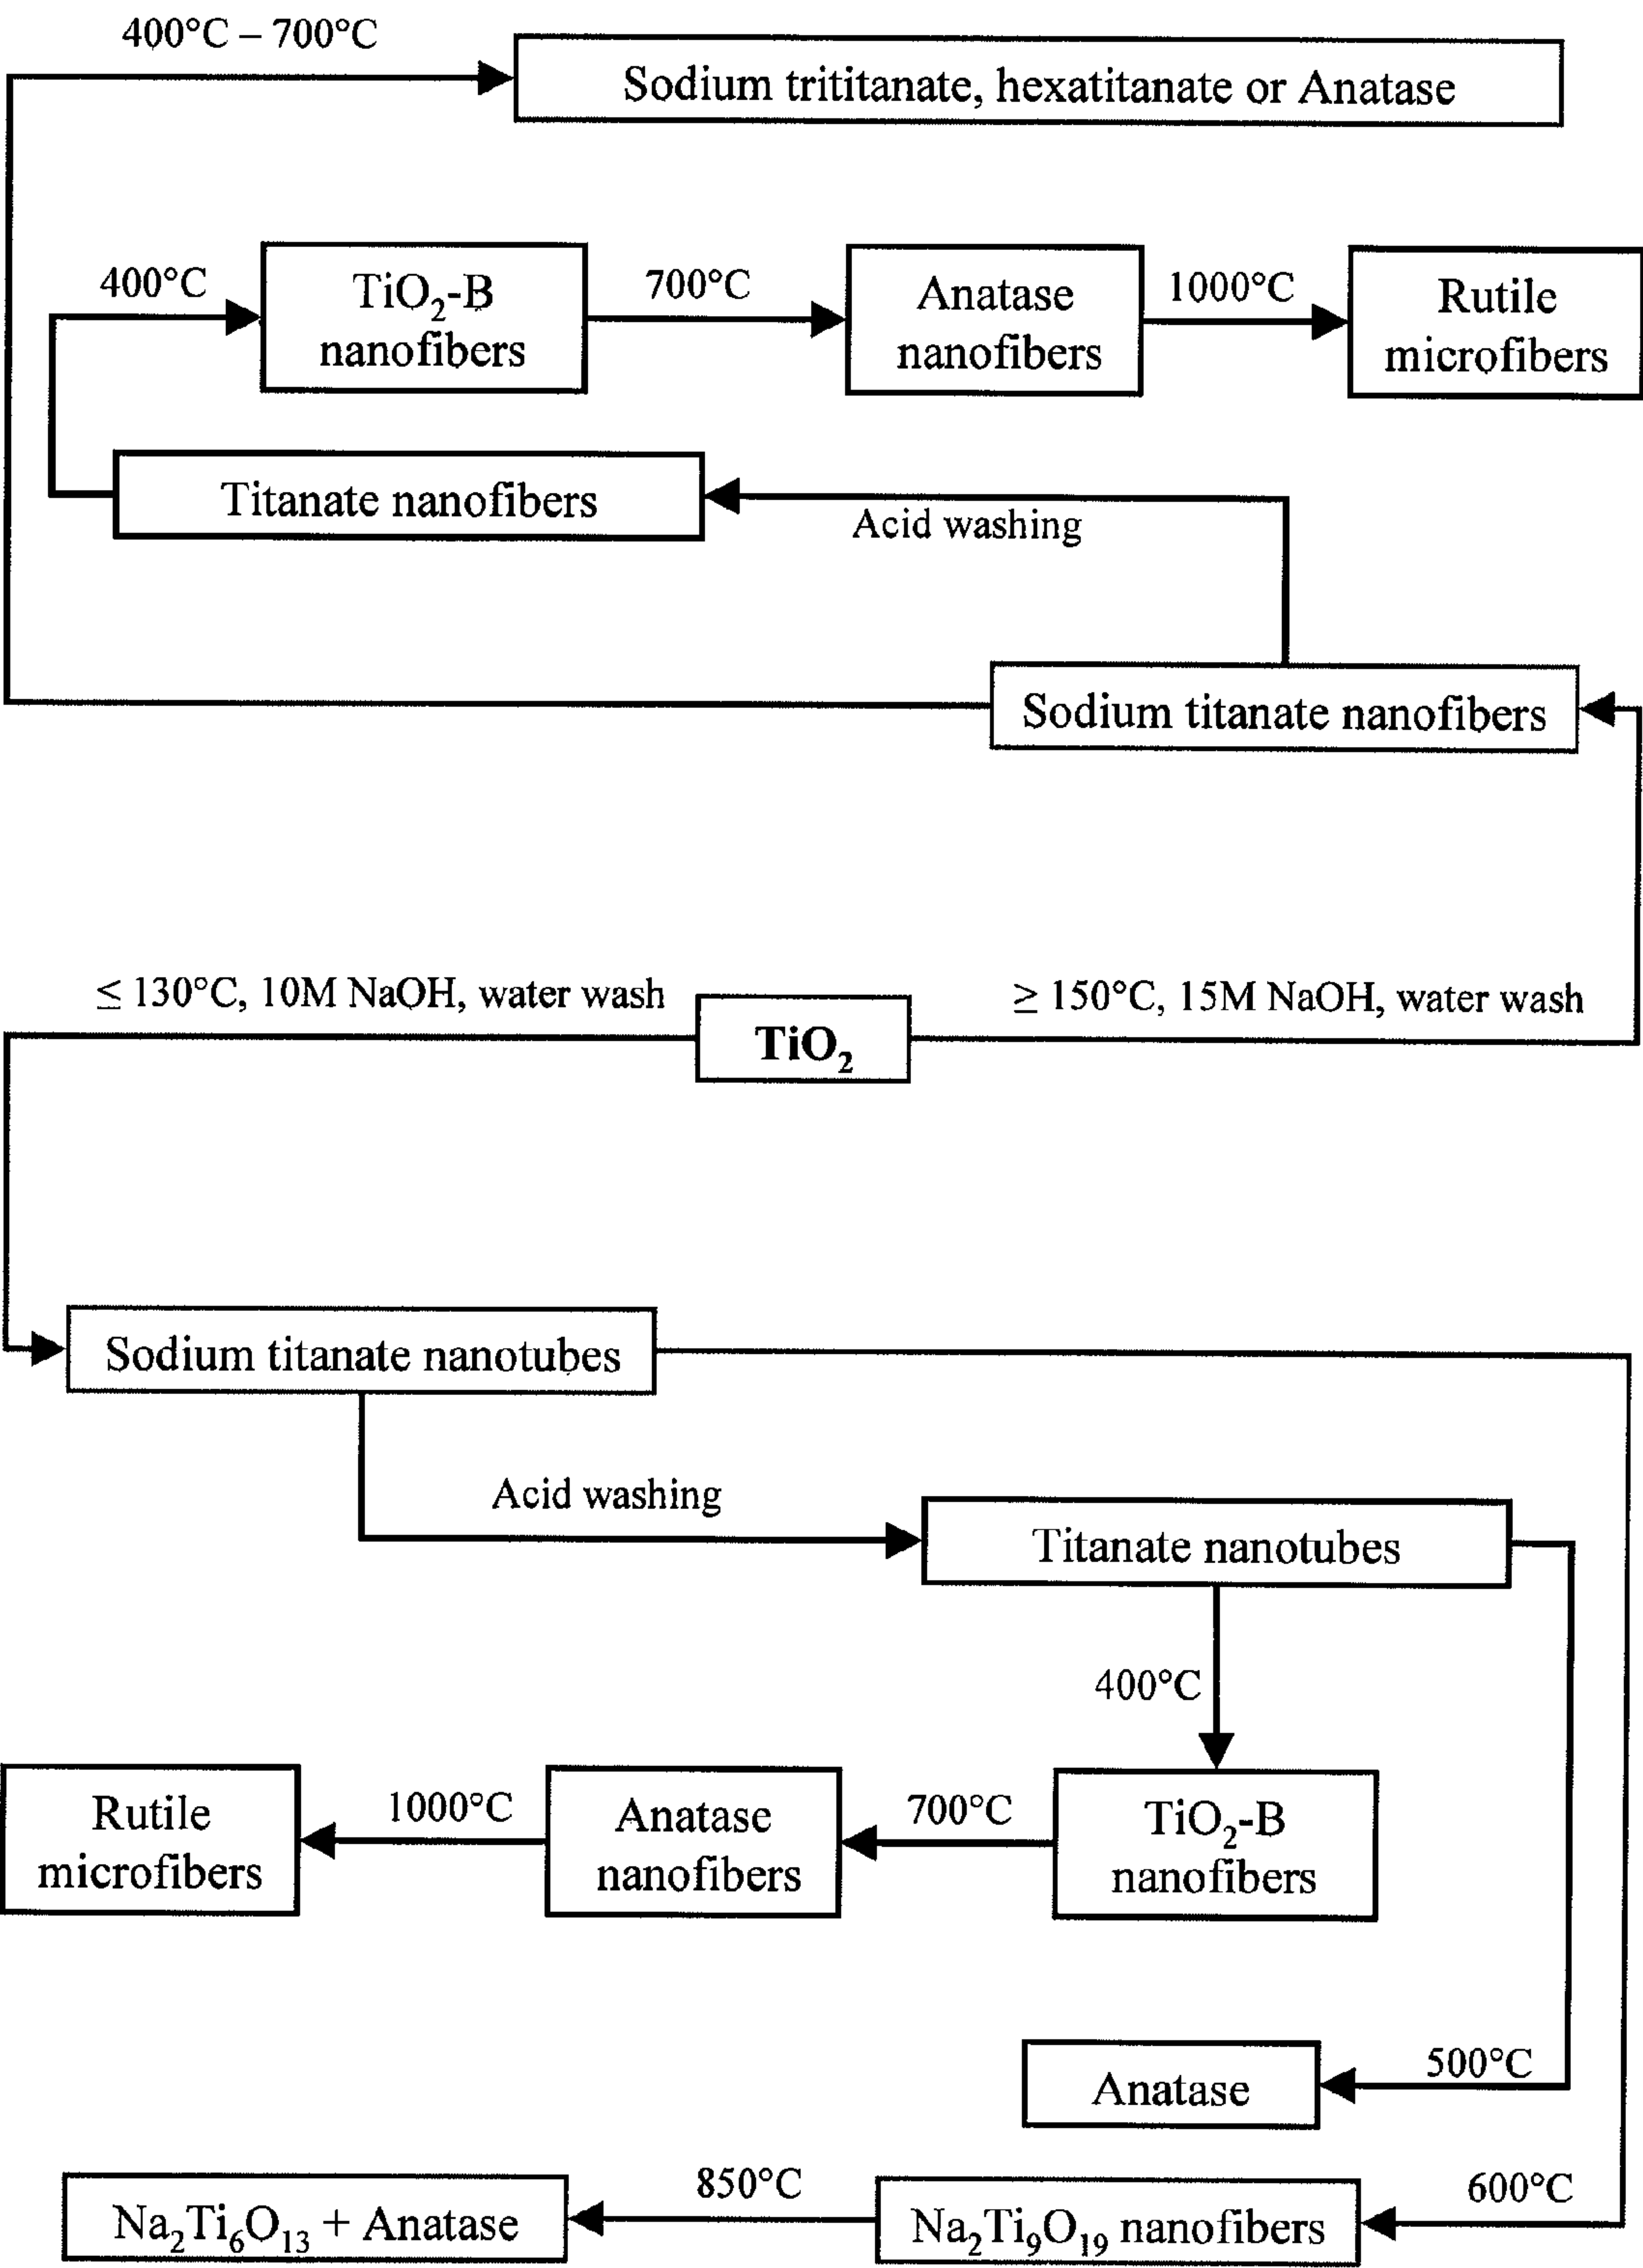 400°C – 700°C
Sodium trititanate, hexatitanate or Anatase
400°C
TiO₂-B
nanofibers
700°C
Anatase
nanofibers
1000°C
Rutile
microfibers
Titanate nanofibers
Acid washing
Sodium titanate nanofibers
≤ 130°C, 10M NaOH, water wash
TiO₂
≥ 150°C, 15M NaOH, water wash
Sodium titanate nanotubes
Acid washing
Titanate nanotubes
400°C
Rutile
microfibers
1000°C
Anatase
nanofibers
700°C
TiO₂-B
nanofibers
Anatase
500°C
Na₂Ti₆O₁₃ + Anatase
850°C
Na₂Ti₉O₁₉ nanofibers
600°C